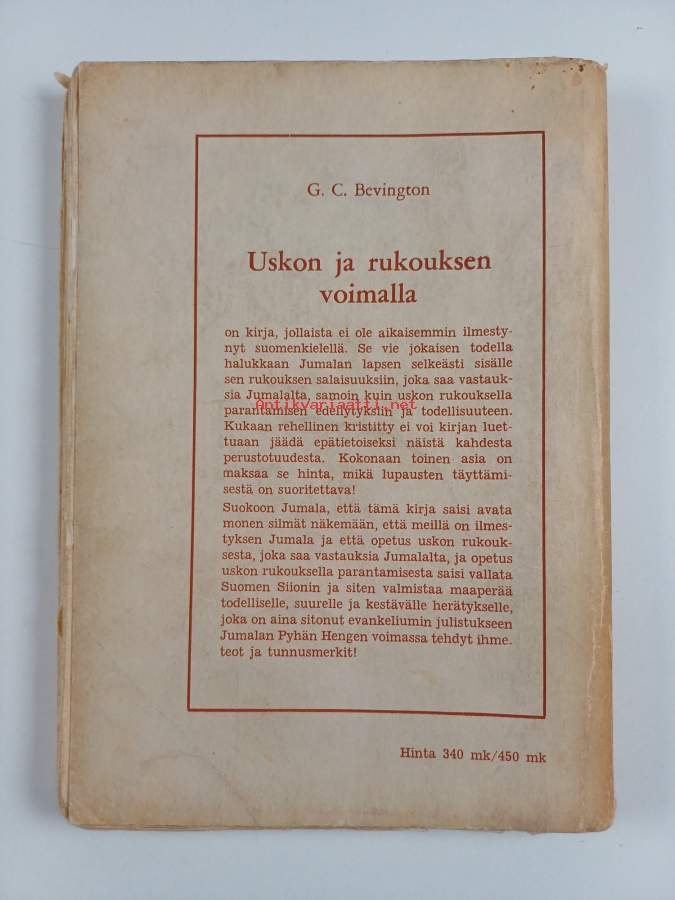 G. C. Bevington
Uskon ja rukouksen
voimalla
on kirja, jollaista ei ole aikaisemmin ilmesty-
nyt suomenkielellä. Se vie jokaisen todella
halukkaan Jumalan lapsen selkeästi sisälle
sen rukouksen salaisuuksiin, joka saa vastauk-
sia Jumalalta, samoin kuin uskon rukouksella
Antikvariaatti.net
parantamisen edellytyksiin ja todellisuuteen.
Kukaan rehellinen kristitty ei voi kirjan luet-
tuaan jäädä epätietoiseksi näistä kahdesta
perustotuudesta. Kokonaan toinen asia on
maksaa se hinta, mikä lupausten täyttämi-
sestä on suoritettava!
Suokoon Jumala, että tämä kirja saisi avata
monen silmät näkemään, että meillä on ilmes-
tyksen Jumala ja että opetus uskon rukouk-
sesta, joka saa vastauksia Jumalalta, ja opetus
uskon rukouksella parantamisesta saisi vallata
Suomen Siionin ja siten valmistaa maaperää
todelliselle, suurelle ja kestävälle herätykselle,
joka on aina sitonut evankeliumin julistukseen
Jumalan Pyhän Hengen voimassa tehdyt ihme-
teot ja tunnusmerkit!
Hinta 340 mk/450 mk